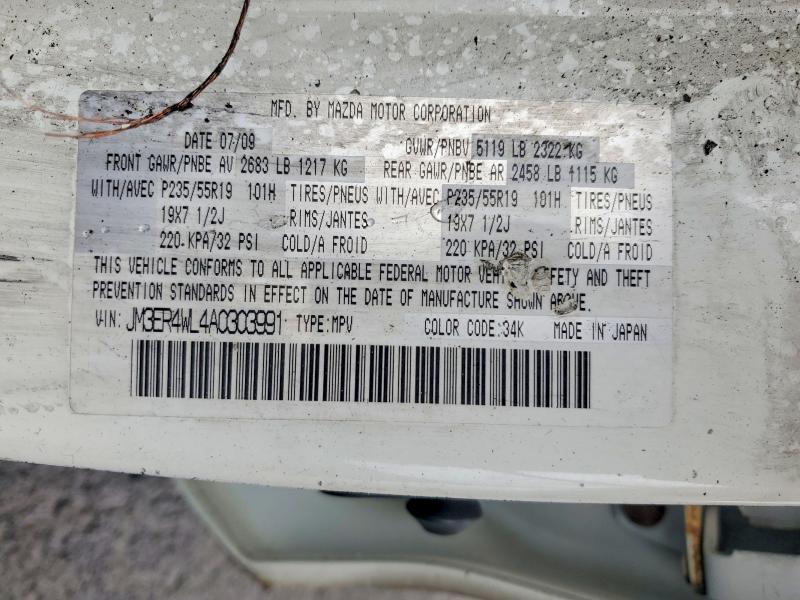 MFD. BY MAZDA MOTOR CORPORATION
DATE 07/09 GVWR/PNBV 5119 LB 2322 KG
FRONT GAWR/PNBE AV 2683 LB 1217 KG REAR GAWR/PNBE AR 2458 LB 1115 KG
WITH/AVEC P235/55R19 101H TIRES/PNEUS WITH/AVEC P235/55R19 101H TIRES/PNEUS
19X7 1/2J RIMS/JANTES 19X7 1/2J RIMS/JANTES
220 KPA/32 PSI COLD/A FROID 220 KPA/32 PSI COLD/A FROID
THIS VEHICLE CONFORMS TO ALL APPLICABLE FEDERAL MOTOR VEHICLE SAFETY AND THEFT
PREVENTION STANDARDS IN EFFECT ON THE DATE OF MANUFACTURE SHOWN ABOVE.
VIN: JM3ER4WL4A0303991 TYPE:MPV COLOR CODE:34K MADE IN JAPAN